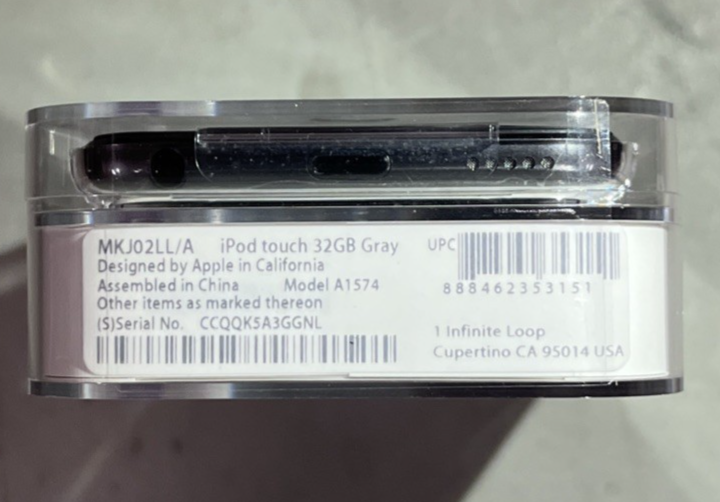 MKJ02LL/A iPod touch 32GB Gray
Designed by Apple in California
Assembled in China Model A1574
Other items as marked thereon
(S)Serial No. CCQQK5A3GGNL
UPC
888462353151
1 Infinite Loop
Cupertino CA 95014 USA